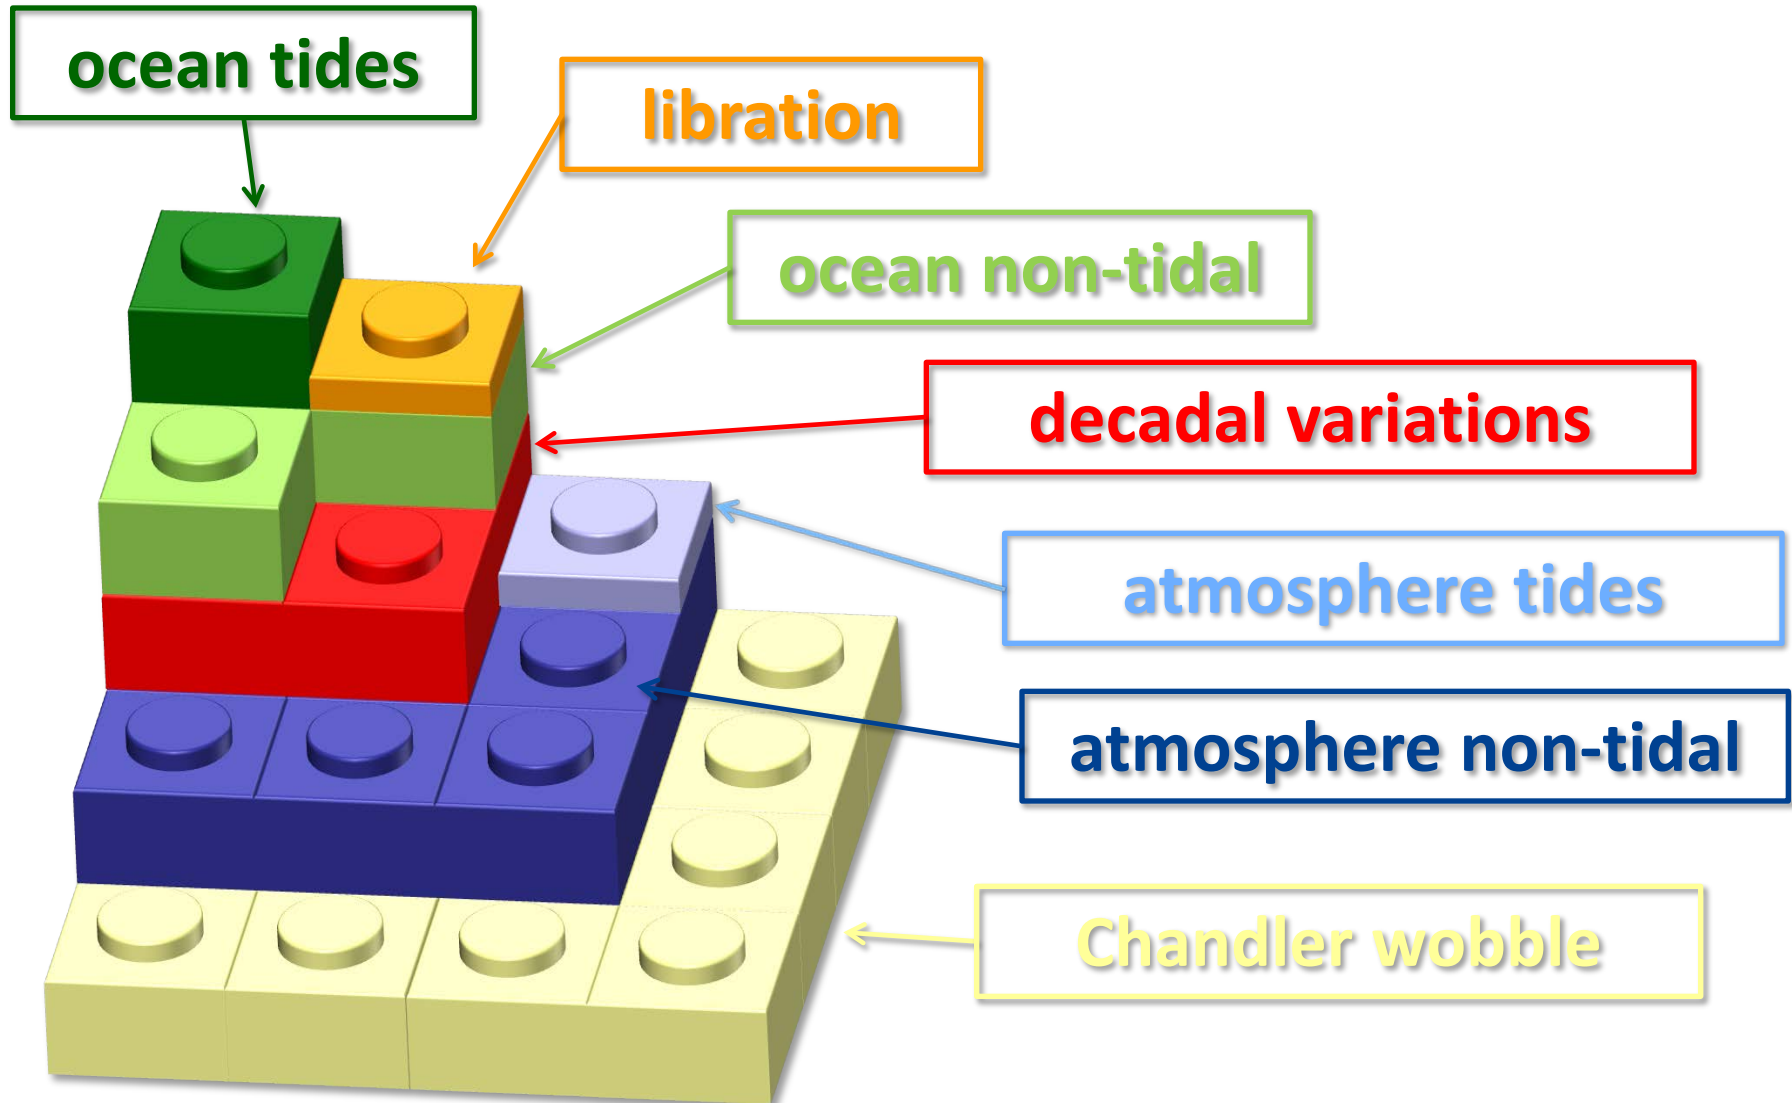 ocean tides
libration
ocean non-tidal
decadal variations
atmosphere tides
atmosphere non-tidal
Chandler wobble